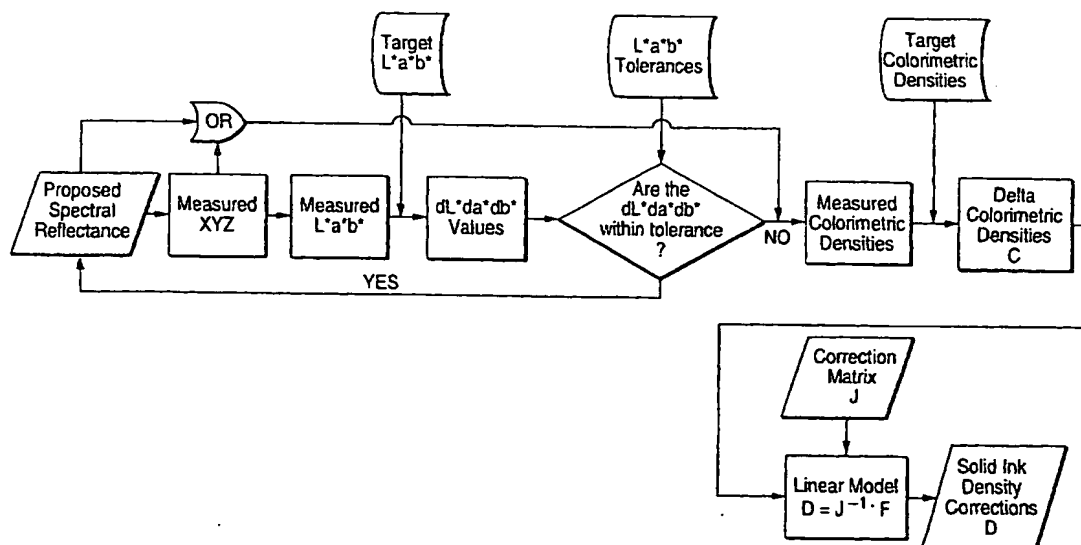 Target
L*a*b*
L*a*b*
Tolerances
Target
Colorimetric
Densities
OR
Proposed
Spectral
Reflectance
Measured
XYZ
Measured
L*a*b*
dL*da*db*
Values
Are the
dL*da*db*
within tolerance
?
NO
Measured
Colorimetric
Densities
Delta
Colorimetric
Densities
C
YES
Correction
Matrix
J
Linear Model
D = J⁻¹· F
Solid Ink
Density
Corrections
D